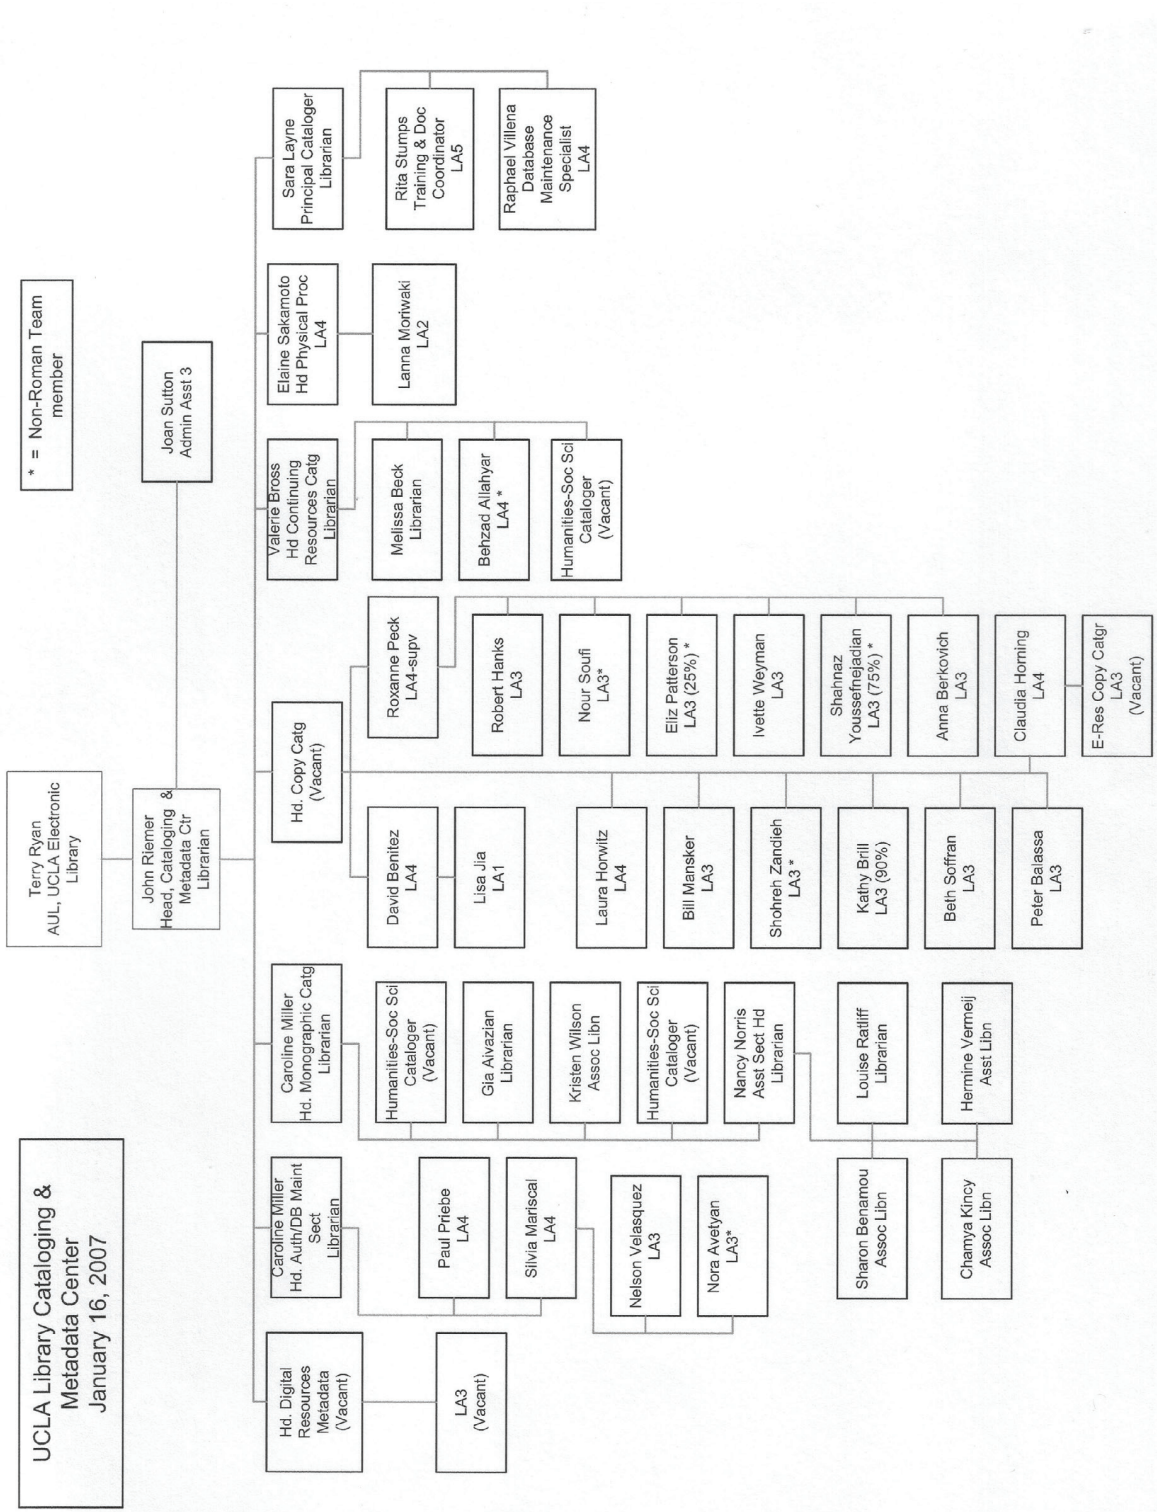 UCLA Library Cataloging &
Metadata Center
January 16, 2007
Terry Ryan
AUL, UCLA Electronic
Library
* = Non-Roman Team
member
John Riemer
Head, Cataloging &
Metadata Ctr
Librarian
Joan Sutton
Admin Asst 3
Hd. Digital
Resources
Metadata
(Vacant)
LA3
(Vacant)
Caroline Miller
Hd. Auth/DB Maint
Sect
Librarian
Paul Priebe
LA4
Silvia Mariscal
LA4
Nelson Velasquez
LA3
Nora Avetyan
LA3*
Caroline Miller
Hd. Monographic Catg
Librarian
Humanities-Soc Sci
Cataloger
(Vacant)
Gia Aivazian
Librarian
Kristen Wilson
Assoc Libn
Humanities-Soc Sci
Cataloger
(Vacant)
Nancy Norris
Asst Sect Hd
Librarian
Sharon Benamou
Assoc Libn
Louise Ratliff
Librarian
Chamya Kincy
Assoc Libn
Hermine Vermeij
Asst Libn
Hd. Copy Catg
(Vacant)
David Benitez
LA4
Lisa Jia
LA1
Laura Horwitz
LA4
Bill Mansker
LA3
Shohreh Zandieh
LA3 *
Kathy Brill
LA3 (90%)
Beth Soffran
LA3
Peter Balassa
LA3
Roxanne Peck
LA4-supv
Robert Hanks
LA3
Nour Soufi
LA3*
Eliz Patterson
LA3 (25%) *
Ivette Weyman
LA3
Shahnaz
Youssefnejadian
LA3 (75%) *
Anna Berkovich
LA3
Claudia Horning
LA4
E-Res Copy Catgr
LA3
(Vacant)
Valerie Bross
Hd Continuing
Resources Catg
Librarian
Melissa Beck
Librarian
Behzad Allahyar
LA4 *
Humanities-Soc Sci
Cataloger
(Vacant)
Elaine Sakamoto
Hd Physical Proc
LA4
Lanna Moriwaki
LA2
Sara Layne
Principal Cataloger
Librarian
Rita Stumps
Training & Doc
Coordinator
LA5
Raphael Villena
Database
Maintenance
Specialist
LA4